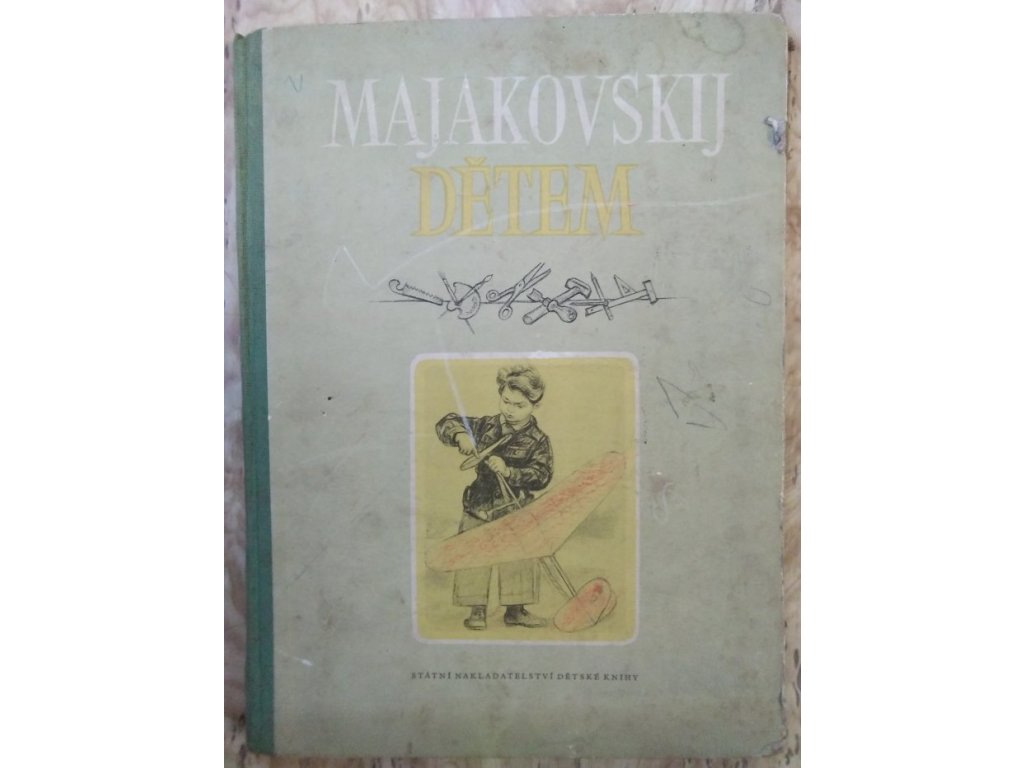 MAJAKOVSKIJ
DĚTEM
STÁTNÍ NAKLADATELSTVÍ DĚTSKÉ KNIHY